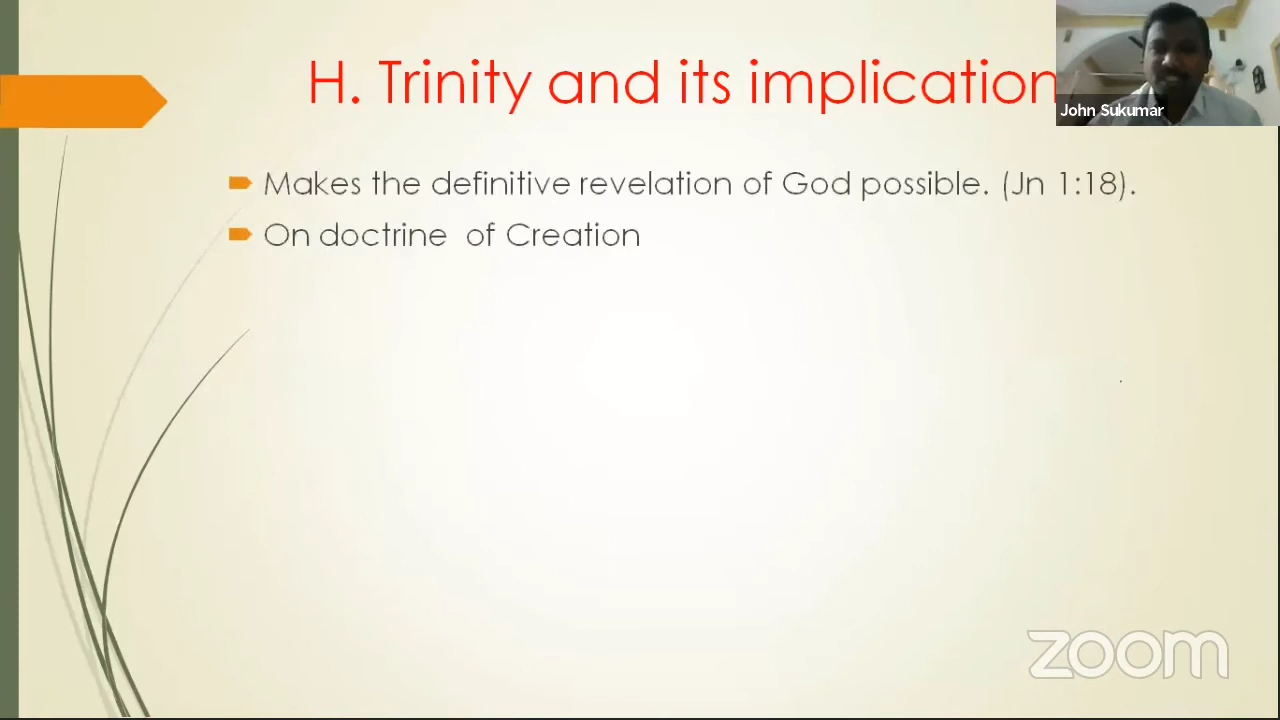 H. Trinity and its implication
John Sukumar
Makes the definitive revelation of God possible. (Jn 1:18).
On doctrine of Creation
zoom